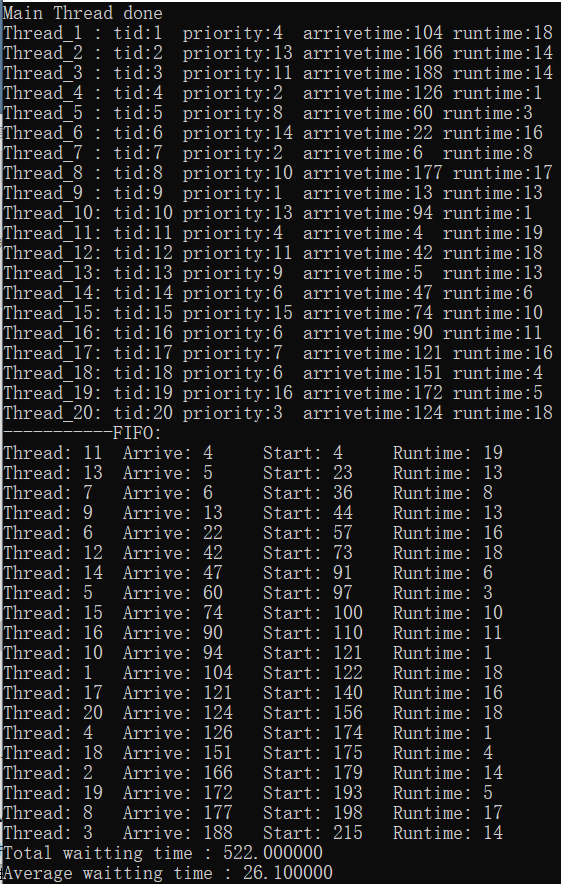 Main Thread done
Thread_1 : tid:1  priority:4  arrivetime:104 runtime:18
Thread_2 : tid:2  priority:13 arrivetime:166 runtime:14
Thread_3 : tid:3  priority:11 arrivetime:188 runtime:14
Thread_4 : tid:4  priority:2  arrivetime:126 runtime:1
Thread_5 : tid:5  priority:8  arrivetime:60 runtime:3
Thread_6 : tid:6  priority:14 arrivetime:22 runtime:16
Thread_7 : tid:7  priority:2  arrivetime:6  runtime:8
Thread_8 : tid:8  priority:10 arrivetime:177 runtime:17
Thread_9 : tid:9  priority:1  arrivetime:13 runtime:13
Thread_10: tid:10 priority:13 arrivetime:94 runtime:1
Thread_11: tid:11 priority:4  arrivetime:4  runtime:19
Thread_12: tid:12 priority:11 arrivetime:42 runtime:18
Thread_13: tid:13 priority:9  arrivetime:5  runtime:13
Thread_14: tid:14 priority:6  arrivetime:47 runtime:6
Thread_15: tid:15 priority:15 arrivetime:74 runtime:10
Thread_16: tid:16 priority:6  arrivetime:90 runtime:11
Thread_17: tid:17 priority:7  arrivetime:121 runtime:16
Thread_18: tid:18 priority:6  arrivetime:151 runtime:4
Thread_19: tid:19 priority:16 arrivetime:172 runtime:5
Thread_20: tid:20 priority:3  arrivetime:124 runtime:18
-----------FIFO:
Thread: 11  Arrive: 4     Start: 4     Runtime: 19
Thread: 13  Arrive: 5     Start: 23    Runtime: 13
Thread: 7   Arrive: 6     Start: 36    Runtime: 8
Thread: 9   Arrive: 13    Start: 44    Runtime: 13
Thread: 6   Arrive: 22    Start: 57    Runtime: 16
Thread: 12  Arrive: 42    Start: 73    Runtime: 18
Thread: 14  Arrive: 47    Start: 91    Runtime: 6
Thread: 5   Arrive: 60    Start: 97    Runtime: 3
Thread: 15  Arrive: 74    Start: 100   Runtime: 10
Thread: 16  Arrive: 90    Start: 110   Runtime: 11
Thread: 10  Arrive: 94    Start: 121   Runtime: 1
Thread: 1   Arrive: 104   Start: 122   Runtime: 18
Thread: 17  Arrive: 121   Start: 140   Runtime: 16
Thread: 20  Arrive: 124   Start: 156   Runtime: 18
Thread: 4   Arrive: 126   Start: 174   Runtime: 1
Thread: 18  Arrive: 151   Start: 175   Runtime: 4
Thread: 2   Arrive: 166   Start: 179   Runtime: 14
Thread: 19  Arrive: 172   Start: 193   Runtime: 5
Thread: 8   Arrive: 177   Start: 198   Runtime: 17
Thread: 3   Arrive: 188   Start: 215   Runtime: 14
Total waitting time : 522.000000
Average waitting time : 26.100000